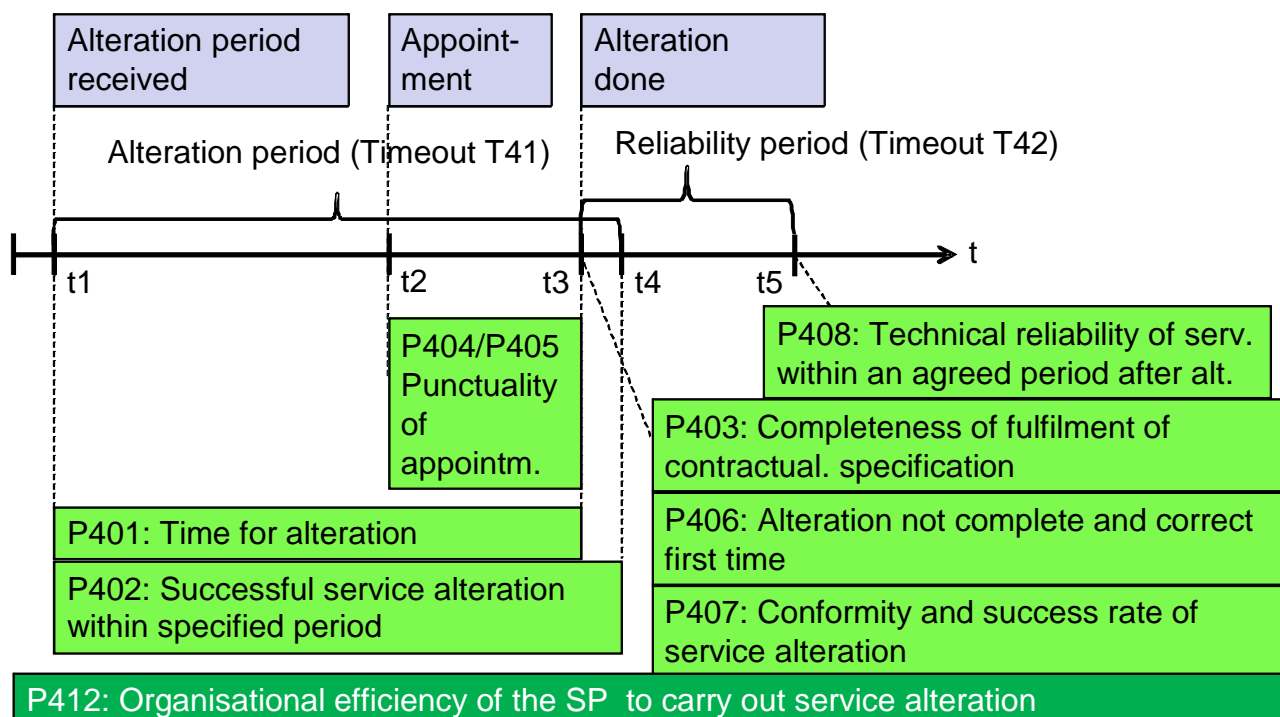 Alteration period
received
Appoint-
ment
Alteration
done
Alteration period (Timeout T41)
Reliability period (Timeout T42)
t
t1
t2
t3
t4
t5
P404/P405
Punctuality
of
appointm.
P408: Technical reliability of serv.
within an agreed period after alt.
P403: Completeness of fulfilment of
contractual. specification
P401: Time for alteration
P406: Alteration not complete and correct
first time
P402: Successful service alteration
within specified period
P407: Conformity and success rate of
service alteration
P412: Organisational efficiency of the SP to carry out service alteration